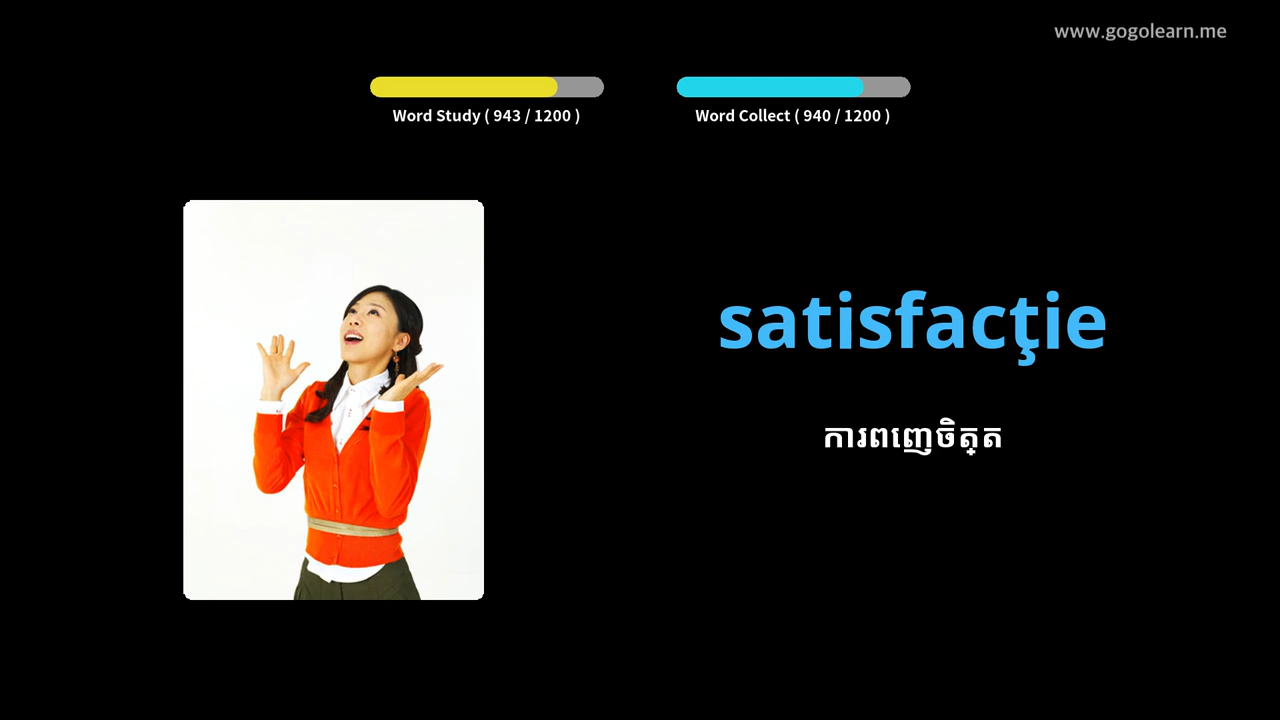 www.gogolearn.me
Word Study ( 943 / 1200 )
Word Collect ( 940 / 1200 )
satisfacţie
ការពញេចិត្ត